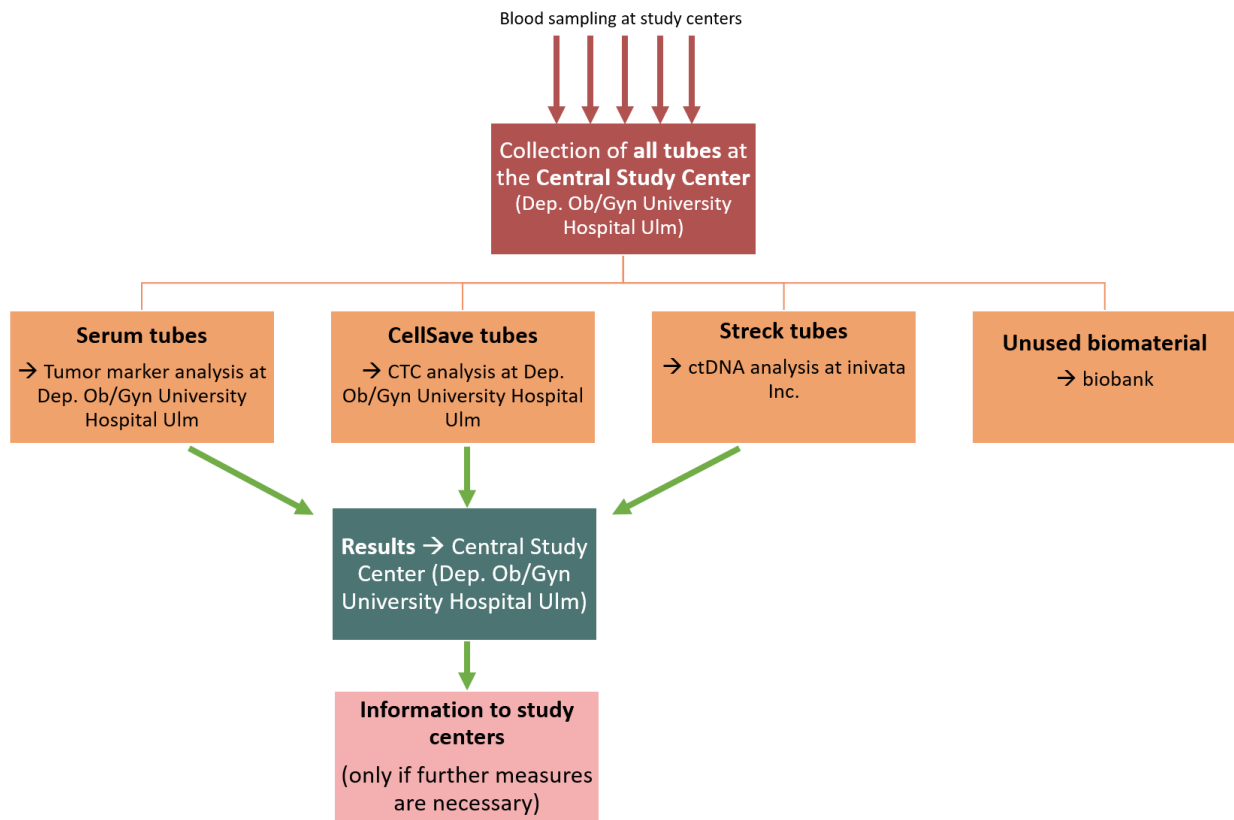 Blood sampling at study centers
Collection of all tubes at
the Central Study Center
(Dep. Ob/Gyn University
Hospital Ulm)
Serum tubes
→ Tumor marker analysis at
Dep. Ob/Gyn University
Hospital Ulm
CellSave tubes
→ CTC analysis at Dep.
Ob/Gyn University Hospital
Ulm
Streck tubes
→ ctDNA analysis at inivata
Inc.
Unused biomaterial
→ biobank
Results → Central Study
Center (Dep. Ob/Gyn
University Hospital Ulm)
Information to study
centers
(only if further measures
are necessary)